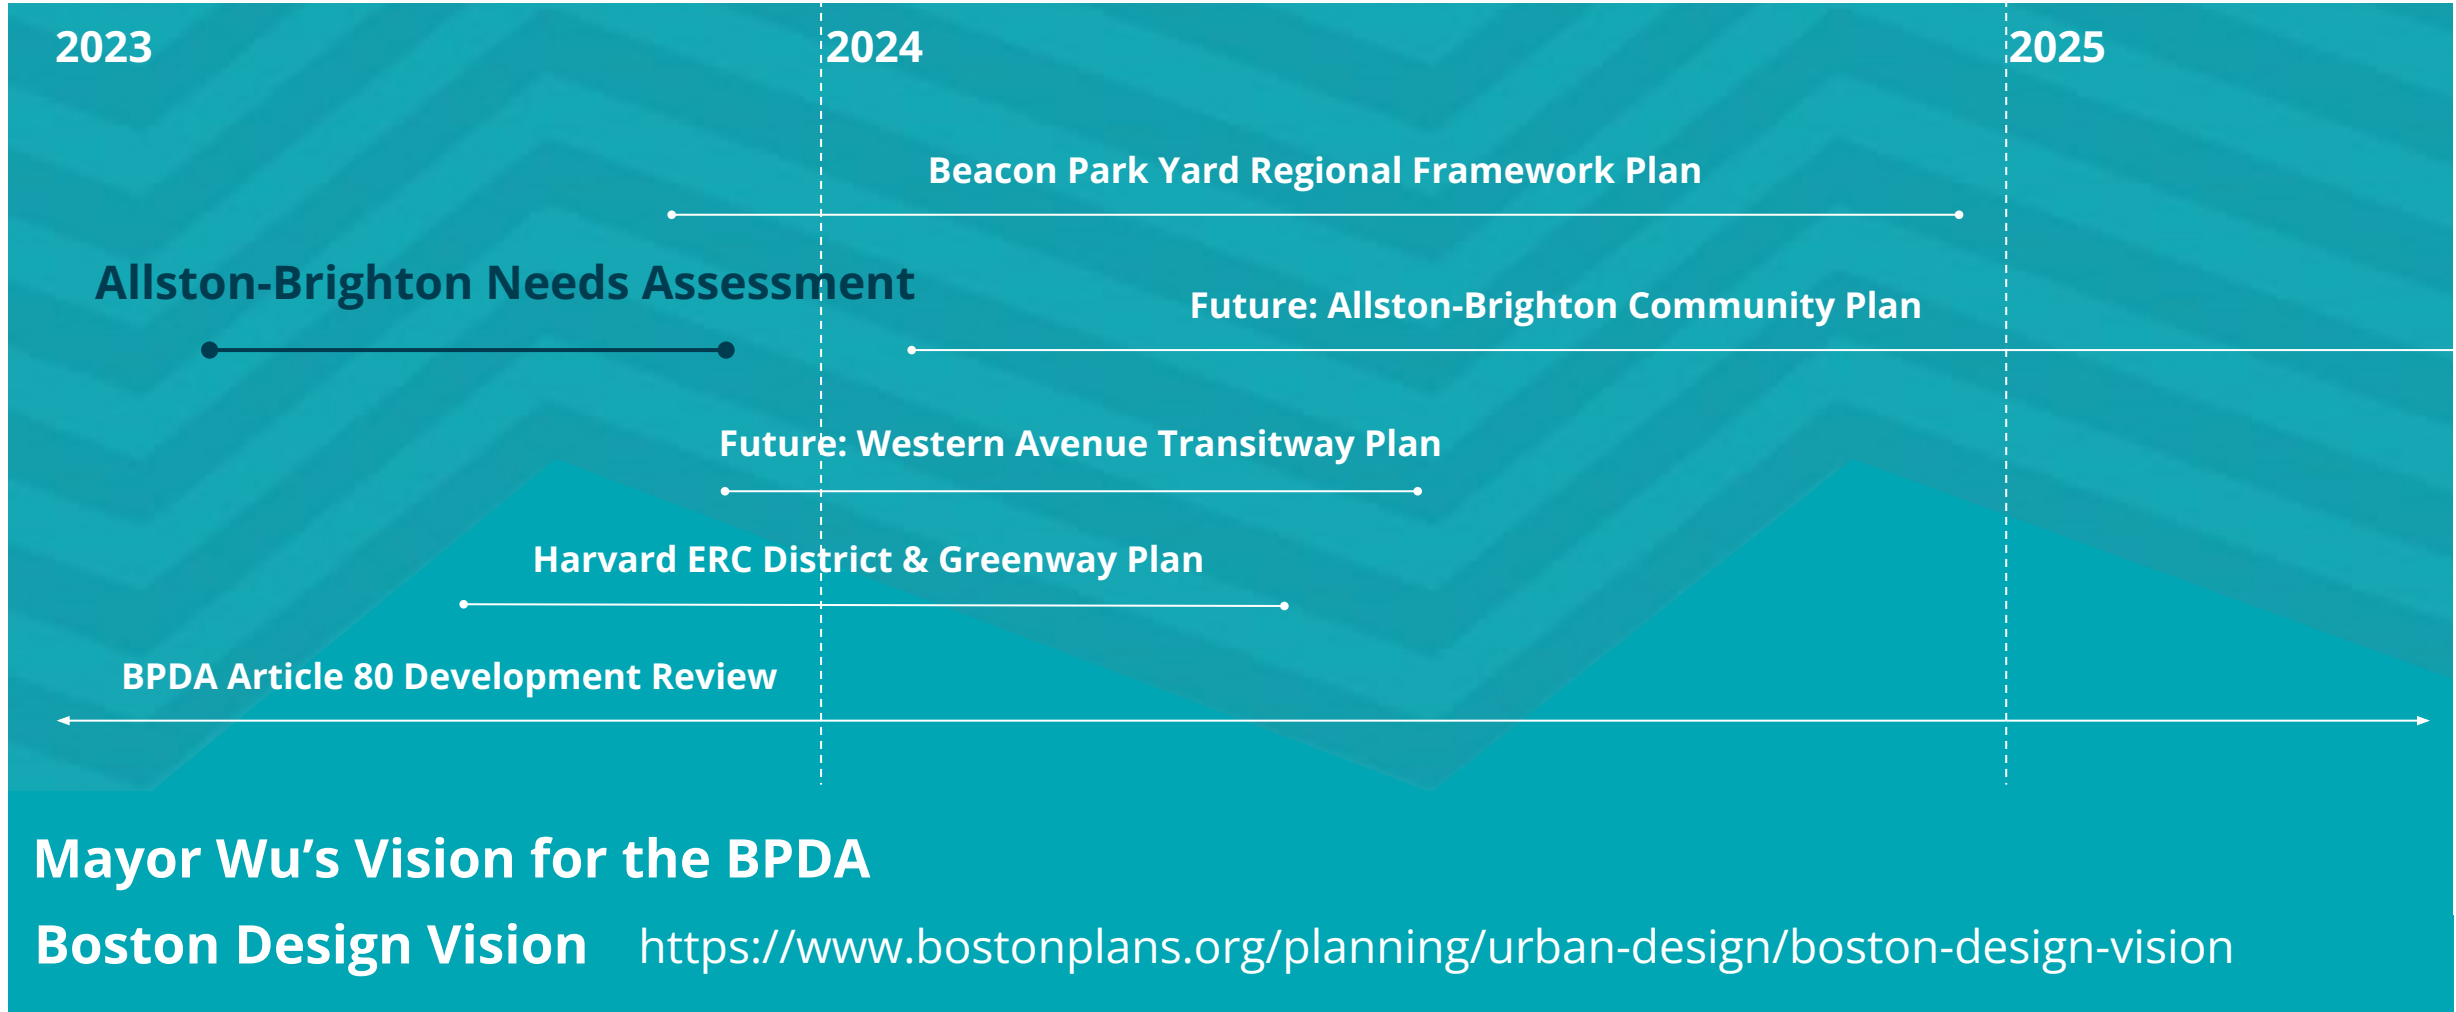 2023
2024
2025
Beacon Park Yard Regional Framework Plan
Allston-Brighton Needs Assessment
Future: Allston-Brighton Community Plan
Future: Western Avenue Transitway Plan
Harvard ERC District & Greenway Plan
BPDA Article 80 Development Review
Mayor Wu’s Vision for the BPDA
Boston Design Vision https://www.bostonplans.org/planning/urban-design/boston-design-vision